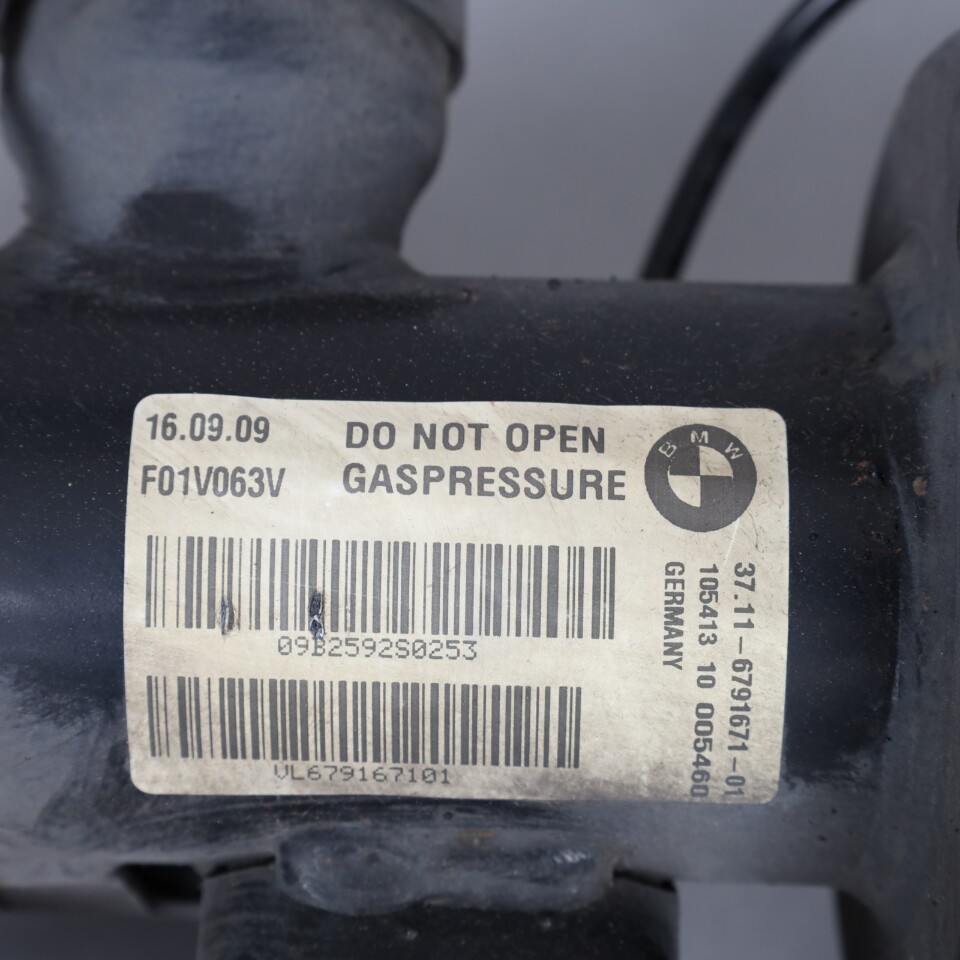 16.09.09
F01V063V
DO NOT OPEN
GASPRESSURE
BMW
09B2592S0253
VL679167101
37.11-6791671-01
105413 10 005460
GERMANY